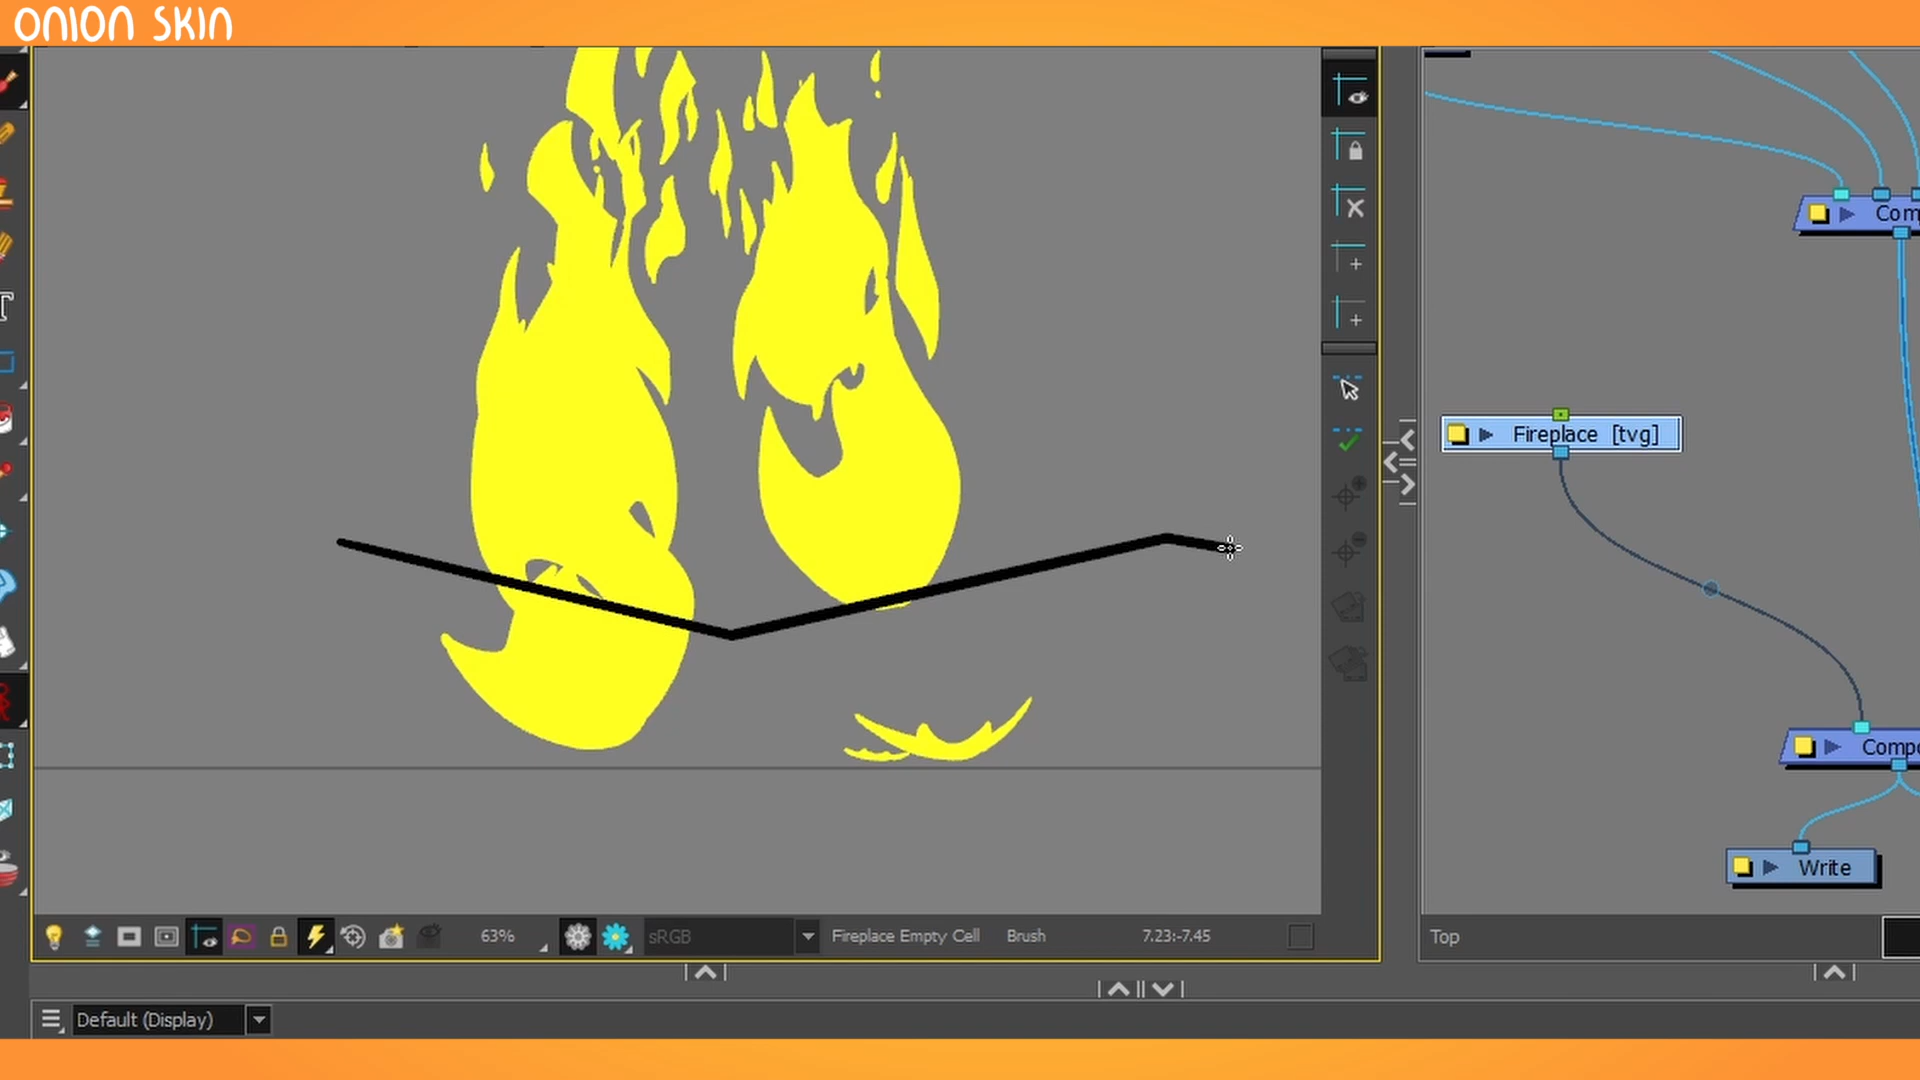 ONION SKIN
T
Com
Fireplace [tvg]
Compo
Write
63%
sRGB
Fireplace Empty Cell
Brush
7.23:-7.45
Top
Default (Display)